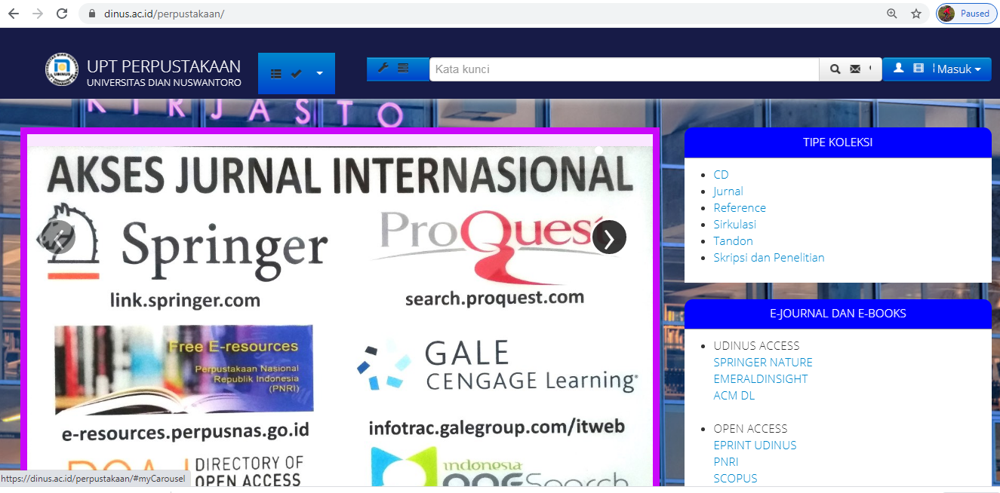 dinus.ac.id/perpustakaan/
Paused
UPT PERPUSTAKAAN
UNIVERSITAS DIAN NUSWANTORO
Kata kunci
Masuk
KIRJASTO
AKSES JURNAL INTERNASIONAL
Springer
link.springer.com
ProQuest
search.proquest.com
Free E-resources
Perpustakaan Nasional
Republik Indonesia
(PNRI)
e-resources.perpusnas.go.id
GALE
CENGAGE Learning®
infotrac.galegroup.com/itweb
DOAJ
DIRECTORY OF
OPEN ACCESS
indonesia
Search
TIPE KOLEKSI
• CD
• Jurnal
• Reference
• Sirkulasi
• Tandon
• Skripsi dan Penelitian
E-JOURNAL DAN E-BOOKS
• UDINUS ACCESS
SPRINGER NATURE
EMERALDINSIGHT
ACM DL
• OPEN ACCESS
EPRINT UDINUS
PNRI
SCOPUS
https://dinus.ac.id/perpustakaan/#myCarousel